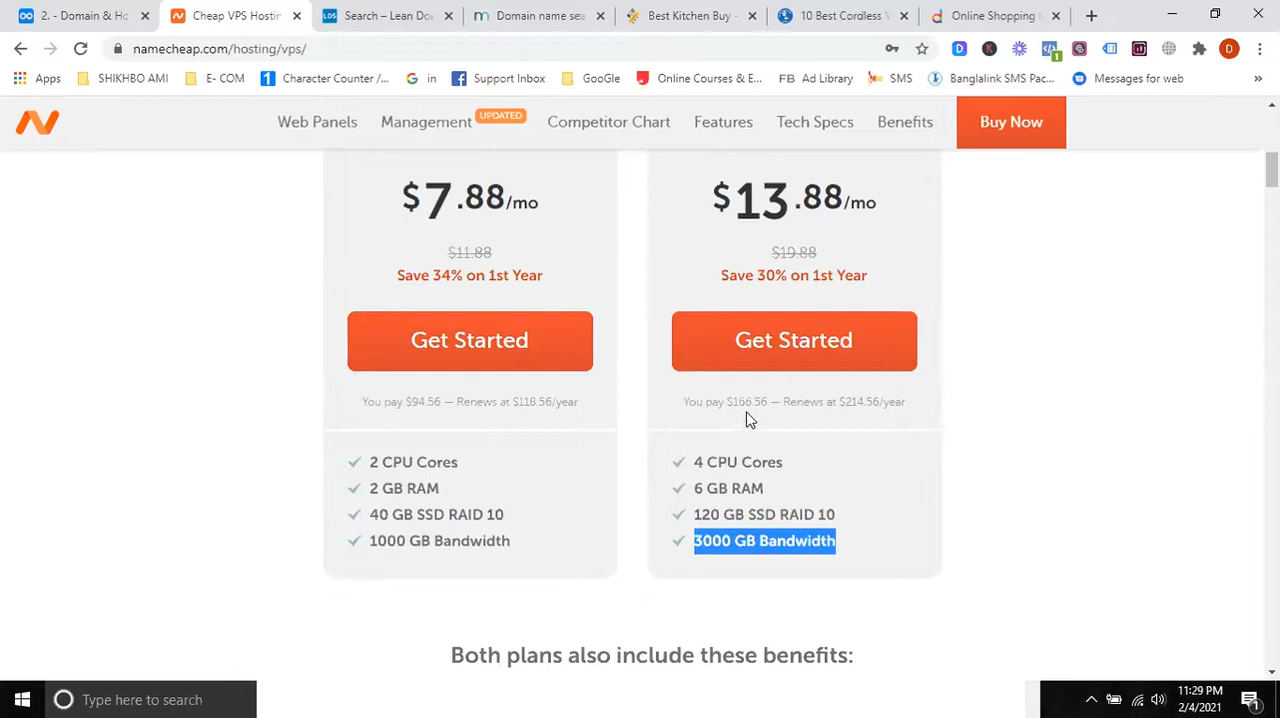 2. - Domain & Ho
Cheap VPS Hostin
Search – Lean Do
Domain name sea
Best Kitchen Buy -
10 Best Cordless V
Online Shopping
namecheap.com/hosting/vps/
1
D
Apps
SHIKHBO AMI
E- COM
1 Character Counter /...
G in
Support Inbox
GooGle
Online Courses & E...
FB Ad Library
SMS
Banglalink SMS Pac...
Messages for web
»
Web Panels
Management
UPDATED
Competitor Chart
Features
Tech Specs
Benefits
Buy Now
$7.88/mo
$11.88
Save 34% on 1st Year
Get Started
You pay $94.56 — Renews at $118.56/year
2 CPU Cores
2 GB RAM
40 GB SSD RAID 10
1000 GB Bandwidth
$13.88/mo
$19.88
Save 30% on 1st Year
Get Started
You pay $166.56 — Renews at $214.56/year
4 CPU Cores
6 GB RAM
120 GB SSD RAID 10
3000 GB Bandwidth
Both plans also include these benefits:
Type here to search
11:29 PM
2/4/2021
1